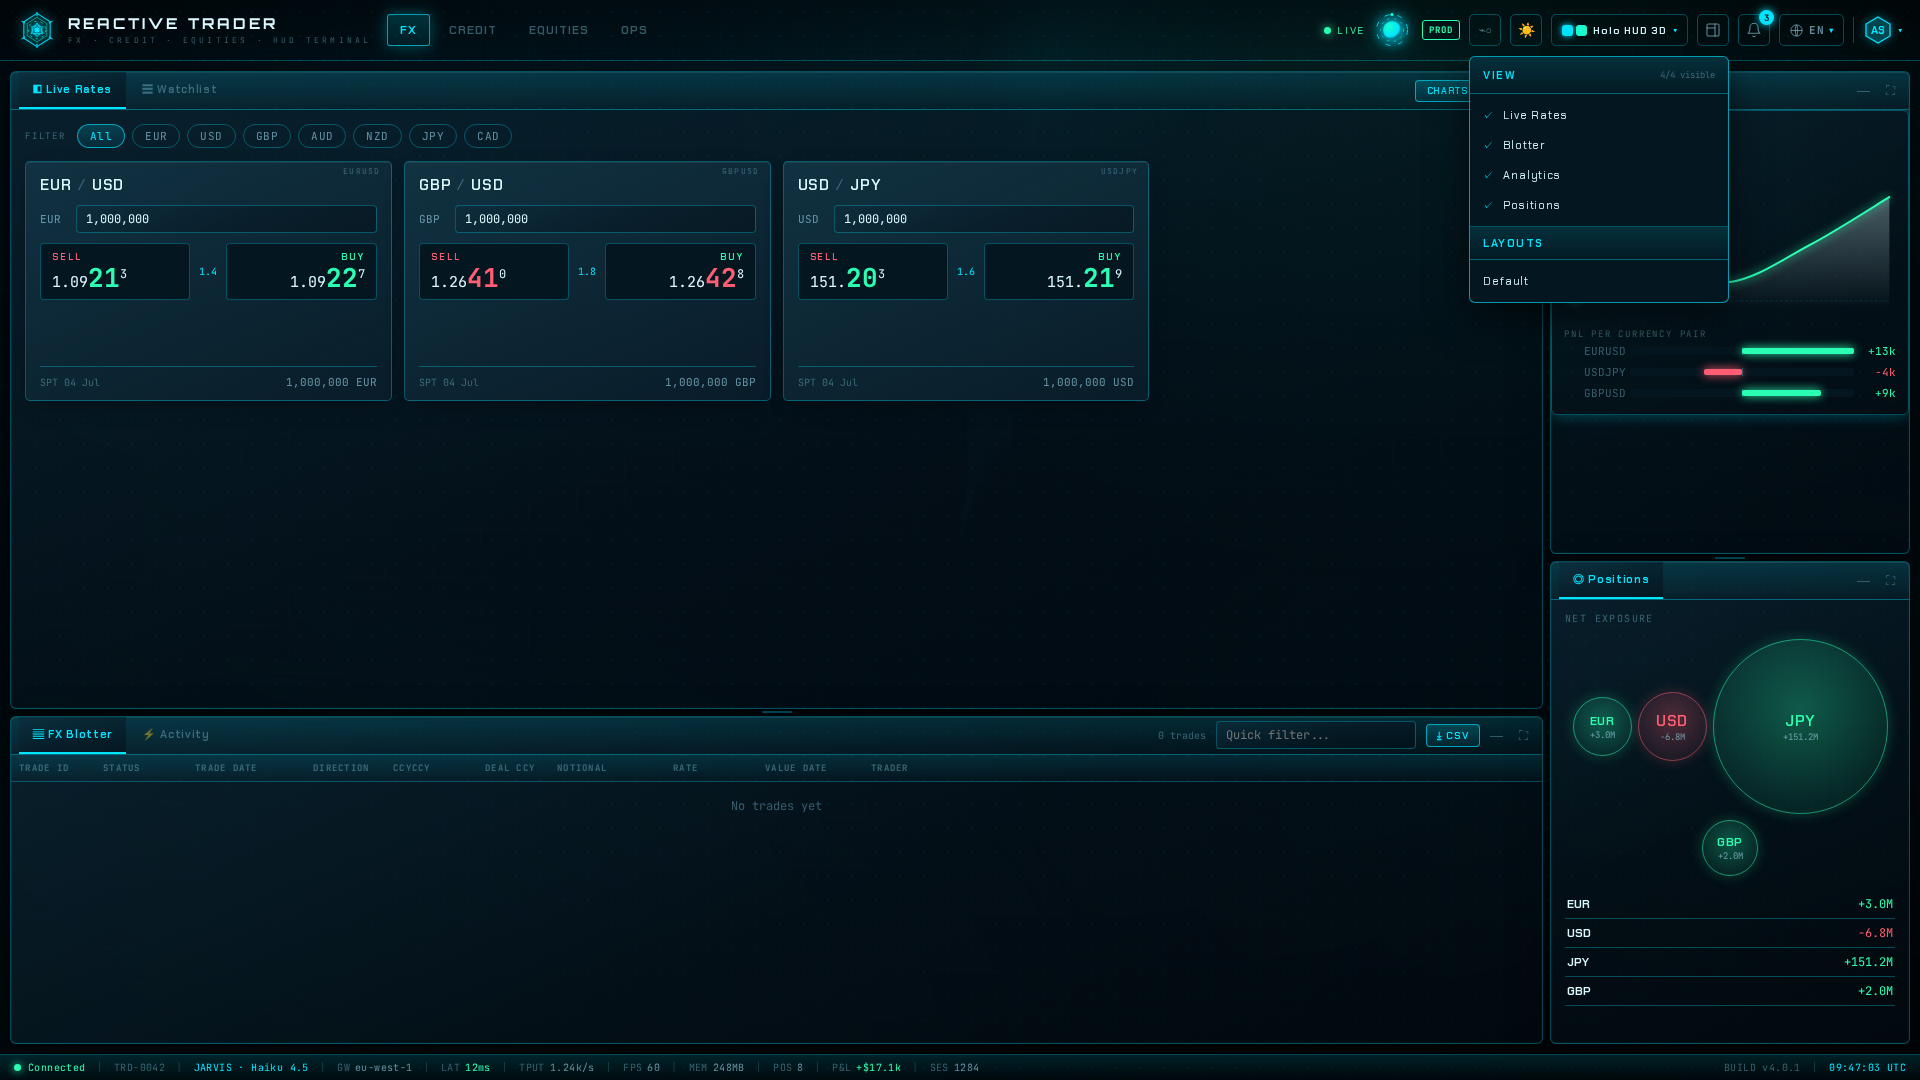 REACTIVE TRADER
FX · CREDIT · EQUITIES · HUD TERMINAL
FX CREDIT EQUITIES OPS
LIVE
PROD
Holo HUD 3D
3
EN
AS
Live Rates Watchlist
CHARTS
VIEW 4/4 visible
✓ Live Rates
✓ Blotter
✓ Analytics
✓ Positions
LAYOUTS
Default
FILTER All EUR USD GBP AUD NZD JPY CAD
EUR / USD EURUSD
EUR 1,000,000
SELL 1.09213
1.4
BUY 1.09227
SPT 04 Jul 1,000,000 EUR
GBP / USD GBPUSD
GBP 1,000,000
SELL 1.26410
1.8
BUY 1.26428
SPT 04 Jul 1,000,000 GBP
USD / JPY USDJPY
USD 1,000,000
SELL 151.203
1.6
BUY 151.219
SPT 04 Jul 1,000,000 USD
PNL PER CURRENCY PAIR
EURUSD +13k
USDJPY -4k
GBPUSD +9k
FX Blotter Activity
0 trades Quick filter... CSV
TRADE ID STATUS TRADE DATE DIRECTION CCYCCY DEAL CCY NOTIONAL RATE VALUE DATE TRADER
No trades yet
Positions
NET EXPOSURE
EUR
+3.0M
USD
-6.8M
JPY
+151.2M
GBP
+2.0M
EUR +3.0M
USD -6.8M
JPY +151.2M
GBP +2.0M
Connected TRD-0042 JARVIS · Haiku 4.5 GW eu-west-1 LAT 12ms TPUT 1.24k/s FPS 60 MEM 248MB POS 8 P&L +$17.1k SES 1284 BUILD v4.0.1 09:47:03 UTC